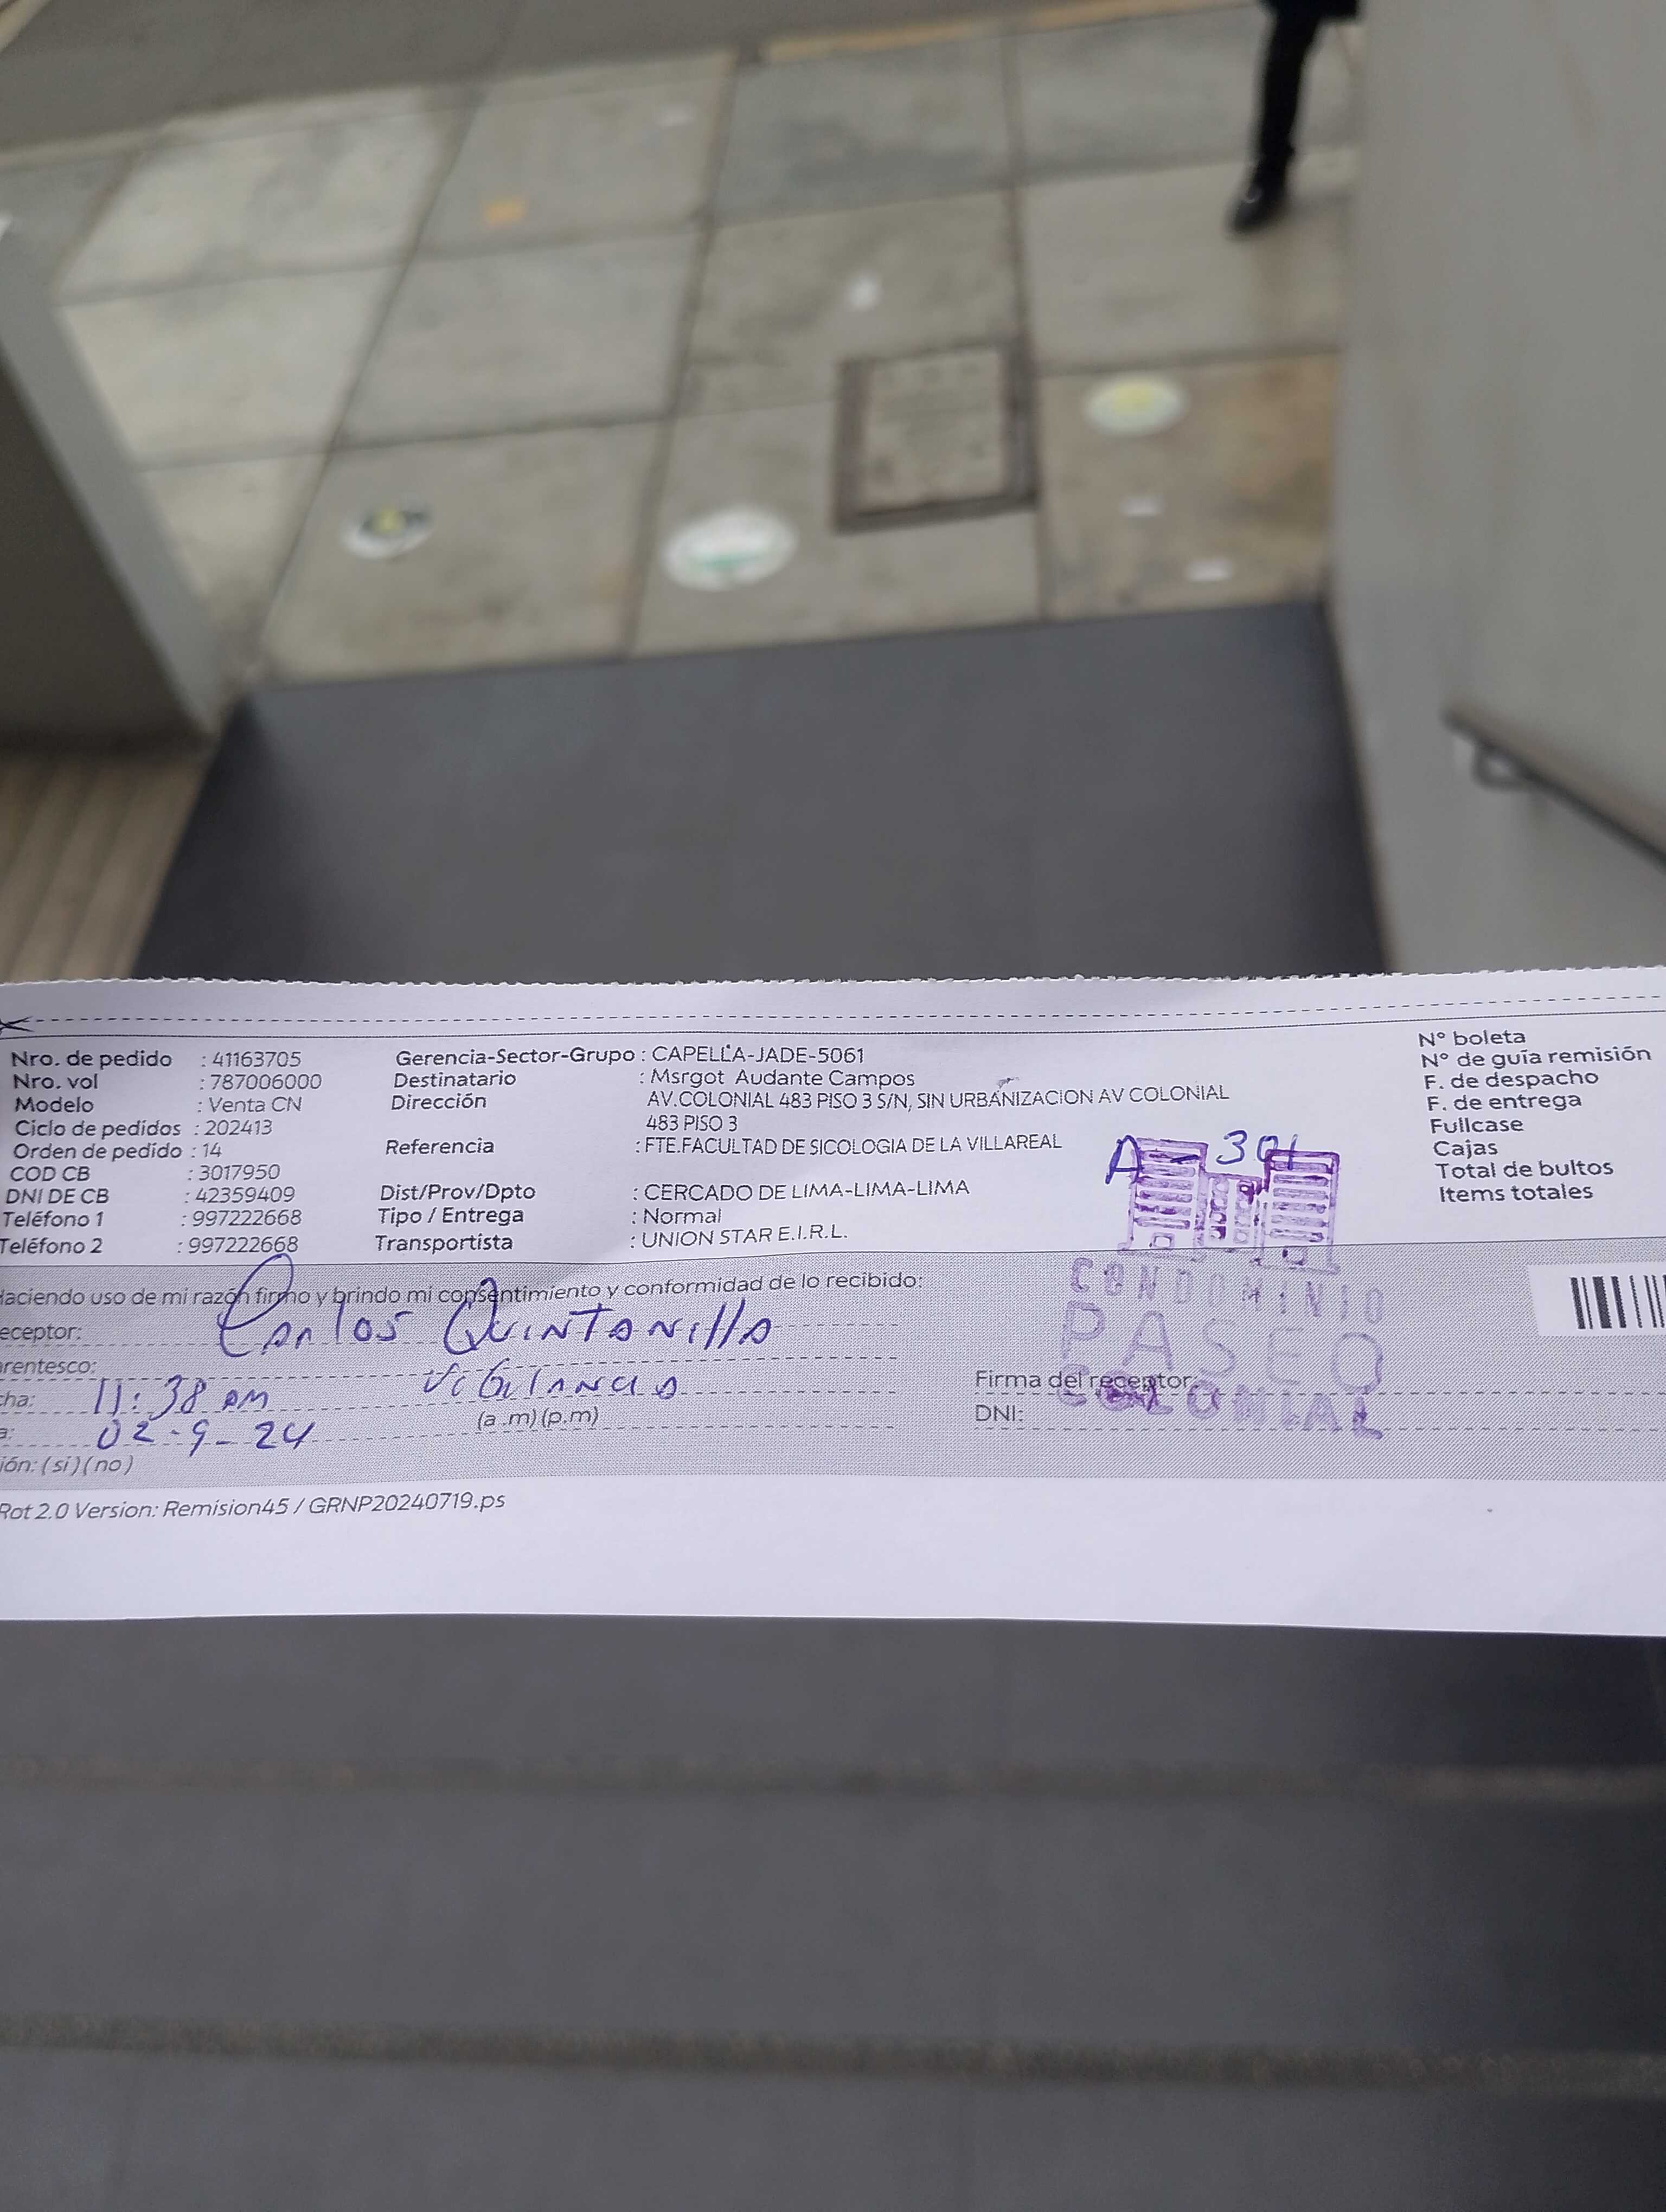 Nro. de pedido : 41163705
Nro. vol : 787006000
Modelo : Venta CN
Ciclo de pedidos : 202413
Orden de pedido : 14
COD CB : 3017950
DNI DE CB : 42359409
Teléfono 1 : 997222668
Teléfono 2 : 997222668
Gerencia-Sector-Grupo : CAPELLA-JADE-5061
Destinatario : Msrgot Audante Campos
Dirección AV.COLONIAL 483 PISO 3 S/N, SIN URBANIZACION AV COLONIAL
483 PISO 3
Referencia : FTE.FACULTAD DE SICOLOGIA DE LA VILLAREAL
Dist/Prov/Dpto : CERCADO DE LIMA-LIMA-LIMA
Tipo / Entrega : Normal
Transportista : UNION STAR E.I.R.L.
N° boleta
N° de guía remisión
F. de despacho
F. de entrega
Fullcase
Cajas
Total de bultos
Items totales
A - 301
CONDOMINIO
PASEO
COLONIAL
Haciendo uso de mi razón firmo y brindo mi consentimiento y conformidad de lo recibido:
eceptor: Carlos Quintanilla
rentesco: Vigilancia
cha: 11:38 am
a: 02-9-24 (a.m) (p.m)
ión: (si) (no)
Firma del receptor
DNI:
Rot 2.0 Version: Remision45 / GRNP20240719.ps